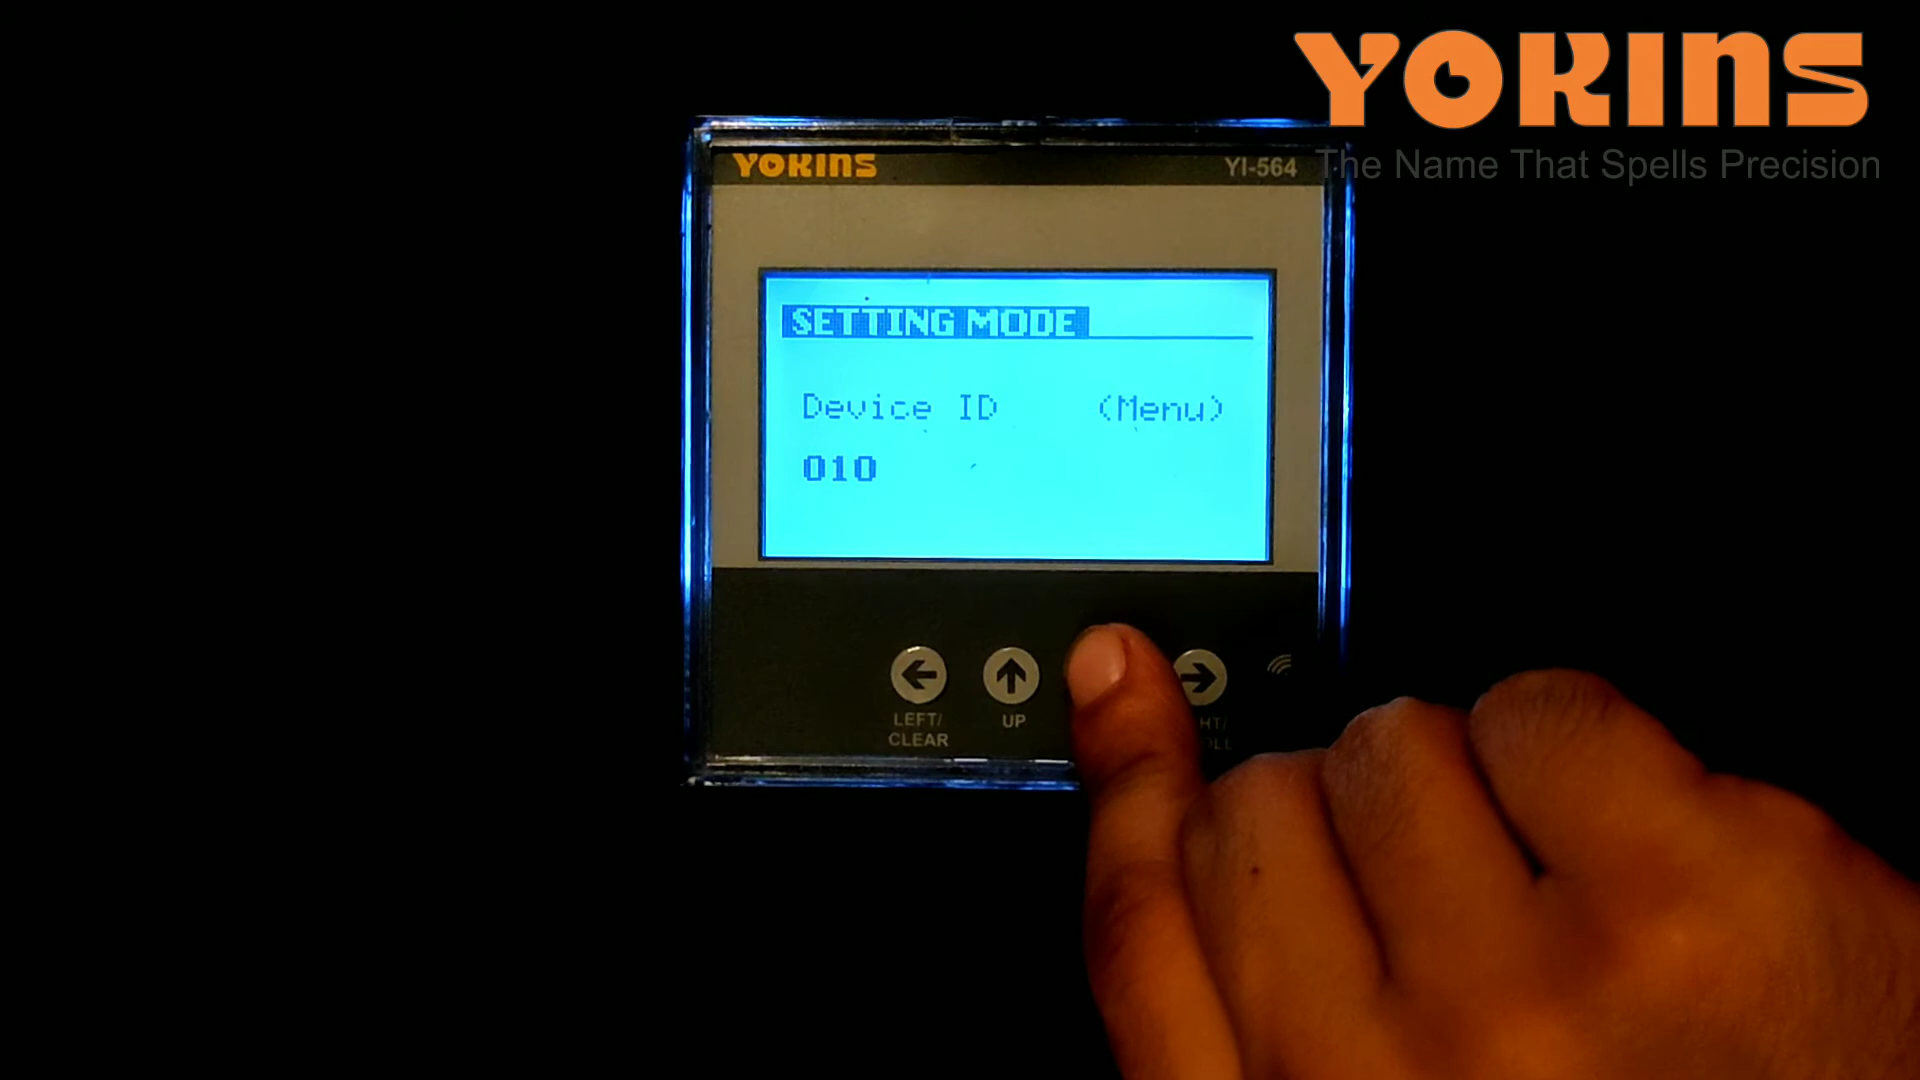 YOKINS
The Name That Spells Precision
YOKINS
YI-564
SETTING MODE
Device ID (Menu)
010
LEFT/
CLEAR
UP